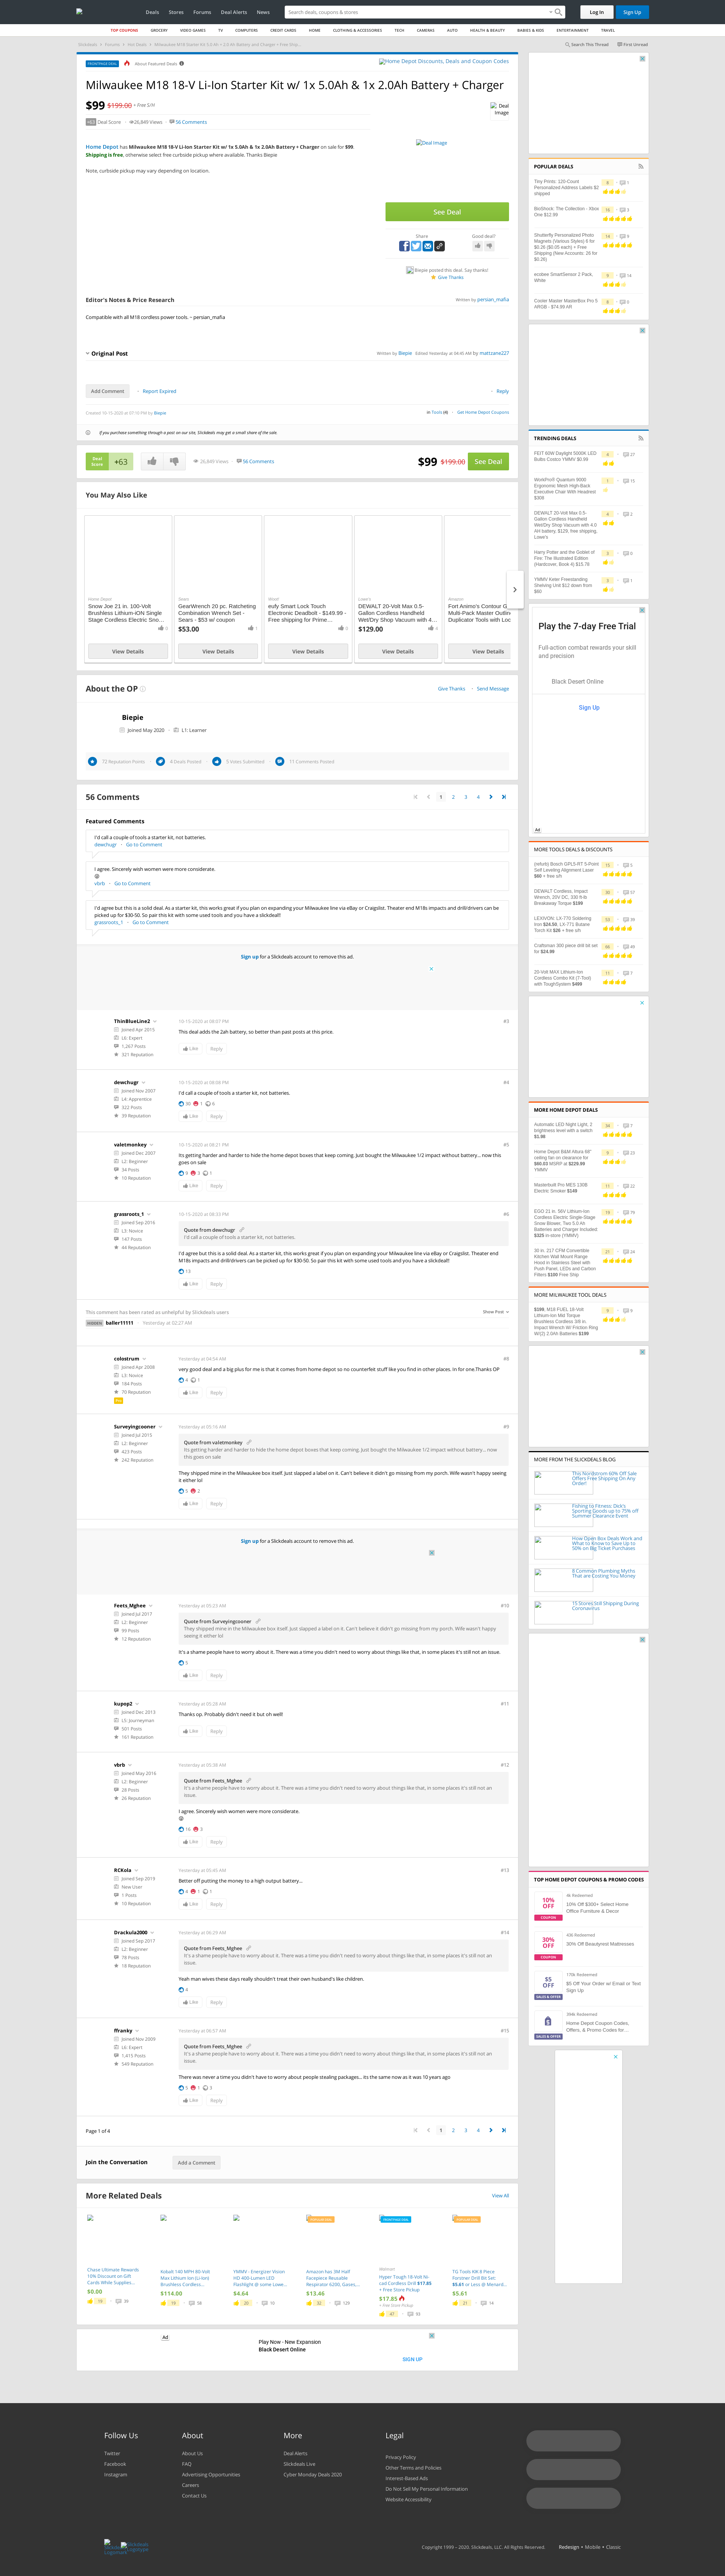 Deals Stores Forums Deal Alerts News
Search deals, coupons & stores
Log In Sign Up
TOP COUPONS GROCERY VIDEO GAMES TV COMPUTERS CREDIT CARDS HOME CLOTHING & ACCESSORIES TECH CAMERAS AUTO HEALTH & BEAUTY BABIES & KIDS ENTERTAINMENT TRAVEL
Slickdeals > Forums > Hot Deals > Milwaukee M18 18-V Li-Ion Starter Kit W/ 1x 5.0Ah & 1x 2.0Ah Battery + Charger + Free Ship...
Search This Thread First Unread
FRONTPAGE DEAL About Featured Deals
Home Depot Discounts, Deals and Coupon Codes
Milwaukee M18 18-V Li-Ion Starter Kit W/ 1x 5.0Ah & 1x 2.0Ah Battery + Charger
$99 $199.00 + Free S/H
+63 Deal Score 26,849 Views 56 Comments
Deal Image
Home Depot has Milwaukee M18 18-V Li-Ion Starter Kit W/ 1x 5.0Ah & 1x 2.0Ah Battery + Charger on sale for $99.
Shipping is free, otherwise select free curbside pickup where available. Thanks Biepie
Note, curbside pickup may vary depending on location.
Deal Image
See Deal
Share Good deal?
Biepie posted this deal. Say thanks!
Give Thanks
Editor's Notes & Price Research
Written by persian_mafia
Compatible with all M18 cordless power tools. – persian_mafia
Original Post
Written by Biepie Edited Yesterday at 04:45 AM by mattsane227
Add Comment Report Expired Reply
Created 10-15-2020 at 07:10 PM by Biepie
in Tools (4) Get Home Depot Coupons
If you purchase something through a post on our site, Slickdeals may get a small share of the sale.
Deal Score +63
26,849 Views 56 Comments
$99 $199.00 See Deal
You May Also Like
Home Depot
Snow Joe 21 in. 100-Volt Brushless Lithium-iON Single Stage Cordless Electric Sno...
0
View Details
Sears
GearWrench 20 pc. Ratcheting Combination Wrench Set - Sears - $53 w/ coupon
$53.00 1
View Details
Woot!
eufy Smart Lock Touch Electronic Deadbolt - $149.99 - Free shipping for Prime...
0
View Details
Lowe's
DEWALT 20-Volt Max 0.5-Gallon Cordless Handheld Wet/Dry Shop Vacuum with 4...
$129.00 4
View Details
Amazon
View Details
About the OP
Give Thanks Send Message
Biepie
Joined May 2020 L1: Learner
72 Reputation Points 4 Deals Posted 5 Votes Submitted 11 Comments Posted
56 Comments
1 2 3 4
Featured Comments
I'd call a couple of tools a starter kit, not batteries.
dewchugr Go to Comment
I agree. Sincerely wish women were more considerate.
vbrb Go to Comment
I'd agree but this is a solid deal. As a starter kit, this works great if you plan on expanding your Milwaukee line via eBay or Craigslist. Theater end M18s impacts and drill/drivers can be picked up for $30-$50. So pair this kit with some used tools and you have a slickdeal!!
grassroots_1 Go to Comment
Sign up for a Slickdeals account to remove this ad.
ThinBlueLine2
Joined Apr 2015
L6: Expert
1,267 Posts
321 Reputation
10-15-2020 at 08:07 PM #3
This deal adds the 2ah battery, so better than past posts at this price.
Like Reply
dewchugr
Joined Nov 2007
L4: Apprentice
322 Posts
39 Reputation
10-15-2020 at 08:08 PM #4
I'd call a couple of tools a starter kit, not batteries.
30 1 6
Like Reply
valetmonkey
Joined Dec 2007
L2: Beginner
34 Posts
10 Reputation
10-15-2020 at 08:21 PM #5
Its getting harder and harder to hide the home depot boxes that keep coming. Just bought the Milwaukee 1/2 impact without battery... now this goes on sale
9 3 1
Like Reply
grassroots_1
Joined Sep 2016
L3: Novice
147 Posts
44 Reputation
10-15-2020 at 08:33 PM #6
Quote from dewchugr
I'd call a couple of tools a starter kit, not batteries.
I'd agree but this is a solid deal. As a starter kit, this works great if you plan on expanding your Milwaukee line via eBay or Craigslist. Theater end M18s impacts and drill/drivers can be picked up for $30-$50. So pair this kit with some used tools and you have a slickdeal!!
13
Like Reply
This comment has been rated as unhelpful by Slickdeals users Show Post
HIDDEN baller11111 Yesterday at 02:27 AM
colostrum
Joined Apr 2008
L3: Novice
184 Posts
70 Reputation
Pro
Yesterday at 04:54 AM #8
very good deal and a big plus for me is that it comes from home depot so no counterfeit stuff like you find in other places, in for one.Thanks OP
4 1
Like Reply
Surveyingcooner
Joined Jul 2015
L2: Beginner
423 Posts
242 Reputation
Yesterday at 05:16 AM #9
Quote from valetmonkey
Its getting harder and harder to hide the home depot boxes that keep coming. Just bought the Milwaukee 1/2 impact without battery... now this goes on sale
They shipped mine in the Milwaukee box itself. Just slapped a label on it. Can't believe it didn't go missing from my porch. Wife wasn't happy seeing it either lol
5 2
Like Reply
Sign up for a Slickdeals account to remove this ad.
Feets_Mghee
Joined Jul 2017
L2: Beginner
99 Posts
12 Reputation
Yesterday at 05:23 AM #10
Quote from Surveyingcooner
They shipped mine in the Milwaukee box itself. Just slapped a label on it. Can't believe it didn't go missing from my porch. Wife wasn't happy seeing it either lol
It's a shame people have to worry about it. There was a time you didn't need to worry about things like that, in some places it's still not an issue.
5
Like Reply
kupop2
Joined Dec 2013
L5: Journeyman
501 Posts
161 Reputation
Yesterday at 05:28 AM #11
Thanks op. Probably didn't need it but oh well!
Like Reply
vbrb
Joined May 2016
L2: Beginner
28 Posts
26 Reputation
Yesterday at 05:38 AM #12
Quote from Feets_Mghee
It's a shame people have to worry about it. There was a time you didn't need to worry about things like that, in some places it's still not an issue.
I agree. Sincerely wish women were more considerate.
16 3
Like Reply
RCKola
Joined Sep 2019
New User
1 Posts
10 Reputation
Yesterday at 05:45 AM #13
Better off putting the money to a high output battery...
4 1 1
Like Reply
Drackula2000
Joined Sep 2017
L2: Beginner
78 Posts
18 Reputation
Yesterday at 06:29 AM #14
Quote from Feets_Mghee
It's a shame people have to worry about it. There was a time you didn't need to worry about things like that, in some places it's still not an issue.
Yeah man wives these days really shouldn't treat their own husband's like children.
4
Like Reply
ffranky
Joined Nov 2009
L6: Expert
1,415 Posts
549 Reputation
Yesterday at 06:37 AM #15
Quote from Feets_Mghee
It's a shame people have to worry about it. There was a time you didn't need to worry about things like that, in some places it's still not an issue.
There was never a time you didn't have to worry about people stealing packages... its the same now as it was 10 years ago
5 1 3
Like Reply
Page 1 of 4
1 2 3 4
Join the Conversation Add a Comment
More Related Deals View All
Chase Ultimate Rewards 10% Discount on Gift Cards While Supplies...
$0.00
18 39
Kobalt 140 MPH 80-Volt Max Lithium Ion (Li-ion) Brushless Cordless...
$114.00
19 58
YMMV - Energizer Vision HD 400-Lumen LED Flashlight @ some Lowe...
$4.64
20 10
Amazon has 3M Half Facepiece Reusable Respirator 6200, Gases,...
$13.46
32 129
Walmart
Hyper Tough 18-Volt Ni-cad Cordless Drill $17.85 + Free Store Pickup
$17.85
+ Free Store Pickup
47 93
TG Tools AIK 8 Piece Forstner Drill Bit Set: $5.61 or Less @ Menard...
$5.61
21 14
Ad
Play Now - New Expansion
Black Desert Online
SIGN UP
POPULAR DEALS
Tiny Prints: 120-Count Personalized Address Labels $2 shipped
BioShock: The Collection - Xbox One $12.99
Shutterfly Personalized Photo Magnets (Various Styles) 6 for $0.26 ($0.05 each) + Free Shipping (New Accounts: 26 for $0.26)
ecobee SmartSensor 2 Pack, White
Cooler Master MasterBox Pro 5 ARGB - $74.95 AR
TRENDING DEALS
FEIT 60W Daylight 5000K LED Bulbs Costco YMMV $0.99
WorkPro® Quantum 9000 Ergonomic Mesh High-Back Executive Chair With Headrest $309
DEWALT 20-Volt Max 0.5-Gallon Cordless Handheld Wet/Dry Shop Vacuum with 4.0 AH battery, $129, free shipping, Lowe's
Harry Potter and the Goblet of Fire: The Illustrated Edition (Hardcover, Book 4) $15.78
YMMV Keter Freestanding Shelving Unit $12 down from $60
Play the 7-day Free Trial
Full-action combat rewards your skill and precision
Black Desert Online
Sign Up
Ad
MORE TOOLS DEALS & DISCOUNTS
(refurb) Bosch GPL5-RT 5-Point Self Leveling Alignment Laser $60 + free s/h
DEWALT Cordless, Impact Wrench, 20V DC, 330 ft-lb Breakaway Torque $199
LEXIVON: LX-770 Soldering Iron $24.50, LX-771 Butane Torch Kit $26 + free s/h
Craftsman 300 piece drill bit set for $24.98
20-Volt MAX Lithium-Ion Cordless Combo Kit (7-Tool) with ToughSystem $499
MORE HOME DEPOT DEALS
Automatic LED Night Light, 2 brightness level with a switch $1.98
Home Depot B&M Altura 68" ceiling fan on clearance for $60.03 MSRP at $229.99 YMMV
Masterbuilt Pro MES 130B Electric Smoker $149
EGO 21 in. 56V Lithium-Ion Cordless Electric Single-Stage Snow Blower, Two 5.0 Ah Batteries and Charger Included. $325 in-store (YMMV)
30 in. 217 CFM Convertible Kitchen Wall Mount Range Hood in Stainless Steel with Push Panel, LEDs and Carbon Filters $100 Free Ship
MORE MILWAUKEE TOOL DEALS
$199, M18 FUEL 18-Volt Lithium-Ion Mid Torque Brushless Cordless 3/8 in. Impact Wrench W/ Friction Ring W/(2) 2.0Ah Batteries $199
MORE FROM THE SLICKDEALS BLOG
This Nordstrom 60% Off Sale Offers Free Shipping On Any Order!
Fishing to Fitness: Dick's Sporting Goods up to 75% off Summer Clearance Event
How Open Box Deals Work and What to Know to Save Up to 50% on Big Ticket Purchases
8 Common Plumbing Myths That are Costing You Money
15 Stores Still Shipping During Coronavirus
TOP HOME DEPOT COUPONS & PROMO CODES
10% OFF COUPON
4k Redeemed
10% Off $300+ Select Home Office Furniture & Decor
30% OFF COUPON
436 Redeemed
30% Off Beautyrest Mattresses
$5 OFF SALES & OFFER
170k Redeemed
$5 Off Your Order w/ Email or Text Sign Up
SALES & OFFER
394k Redeemed
Home Depot Coupon Codes, Offers, & Promo Codes for...
Follow Us
Twitter
Facebook
Instagram
About
About Us
FAQ
Advertising Opportunities
Careers
Contact Us
More
Deal Alerts
Slickdeals Live
Cyber Monday Deals 2020
Legal
Privacy Policy
Other Terms and Policies
Interest-Based Ads
Do Not Sell My Personal Information
Website Accessibility
Copyright 1999 – 2020. Slickdeals, LLC. All Rights Reserved. Redesign • Mobile • Classic